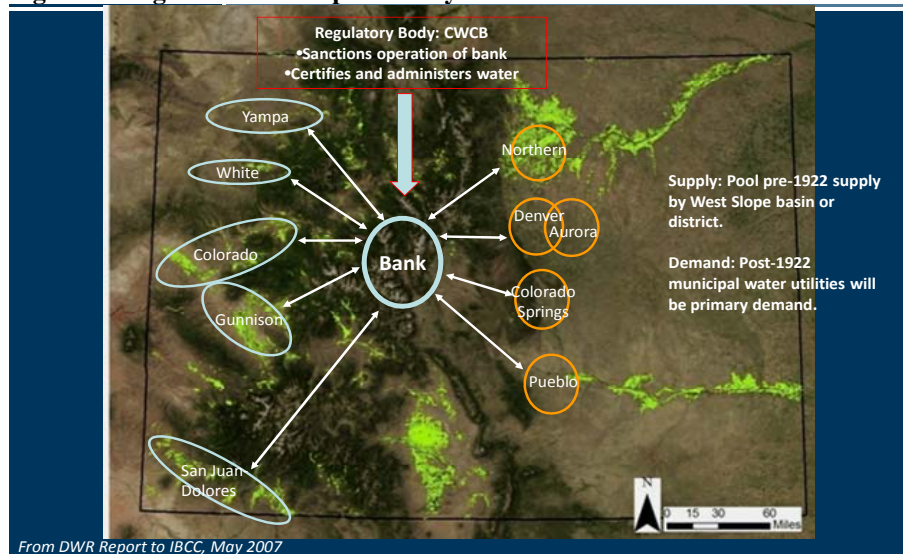 Regulatory Body: CWCB
•Sanctions operation of bank
•Certifies and administers water
Yampa
White
Colorado
Gunnison
San Juan-
Dolores
Bank
Northern
Denver
Aurora
Colorado
Springs
Pueblo
Supply: Pool pre-1922 supply
by West Slope basin or
district.
Demand: Post-1922
municipal water utilities will
be primary demand.
N
0 15 30 60
Miles
From DWR Report to IBCC, May 2007